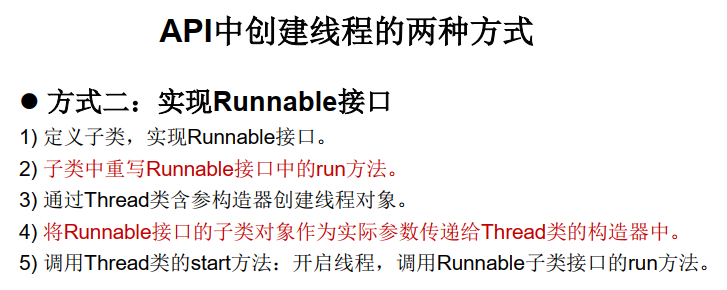 API中创建线程的两种方式
● 方式二：实现Runnable接口
1) 定义子类，实现Runnable接口。
2) 子类中重写Runnable接口中的run方法。
3) 通过Thread类含参构造器创建线程对象。
4) 将Runnable接口的子类对象作为实际参数传递给Thread类的构造器中。
5) 调用Thread类的start方法：开启线程，调用Runnable子类接口的run方法。